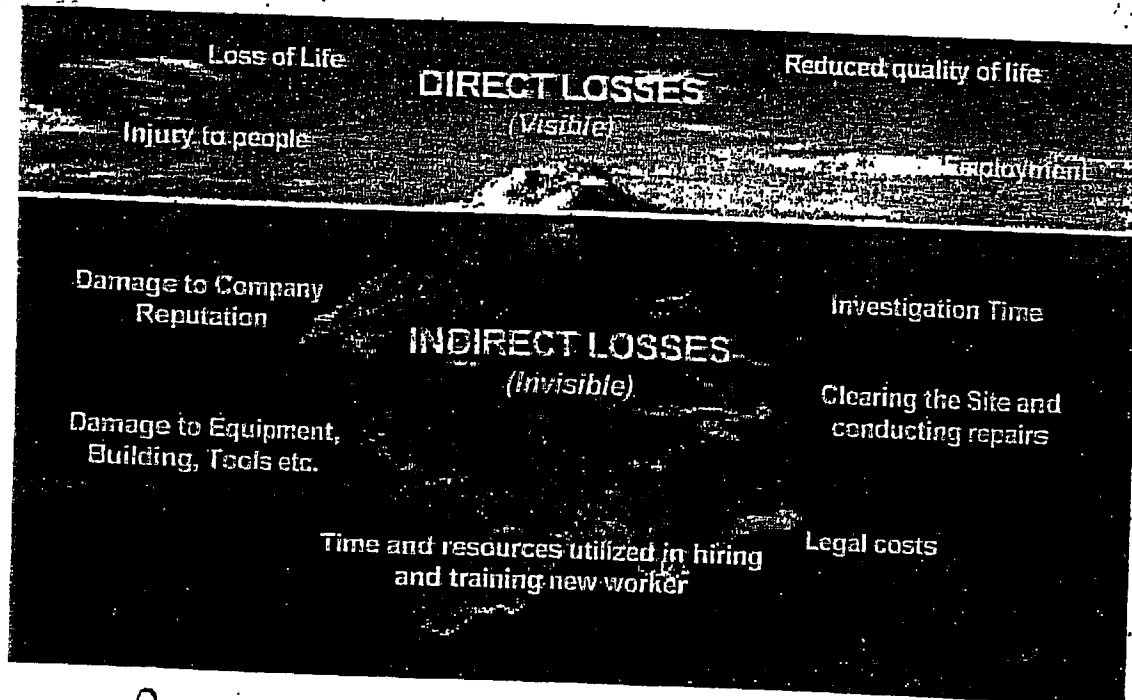 Loss of Life
DIRECT LOSSES
Reduced quality of life
(Visible)
Injury to people
Employment
Damage to Company
Reputation
Investigation Time
INDIRECT LOSSES
(Invisible)
Clearing the Site and
conducting repairs
Damage to Equipment,
Building, Tools etc.
Time and resources utilized in hiring
and training new worker
Legal costs